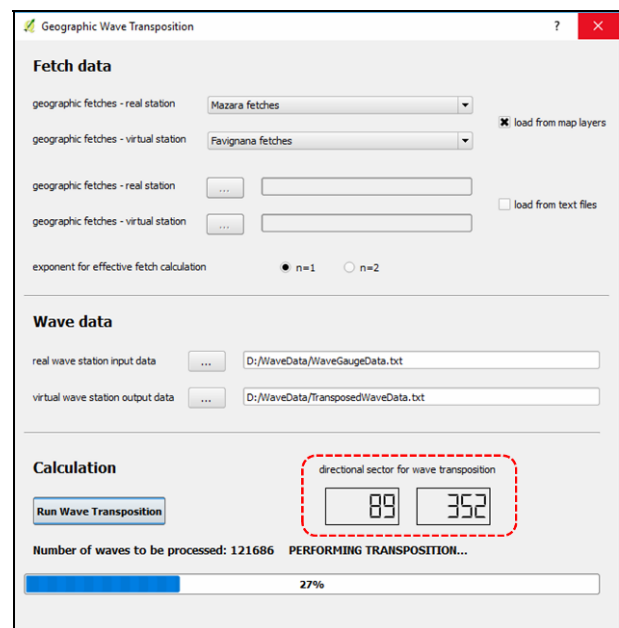 Geographic Wave Transposition ? ×
Fetch data
geographic fetches - real station Mazara fetches
load from map layers
geographic fetches - virtual station Favignana fetches
geographic fetches - real station ...
load from text files
geographic fetches - virtual station ...
exponent for effective fetch calculation n=1 n=2
Wave data
real wave station input data ... D:/WaveData/WaveGaugeData.txt
virtual wave station output data ... D:/WaveData/TransposedWaveData.txt
Calculation directional sector for wave transposition
Run Wave Transposition 89 352
Number of waves to be processed: 121686 PERFORMING TRANSPOSITION...
27%